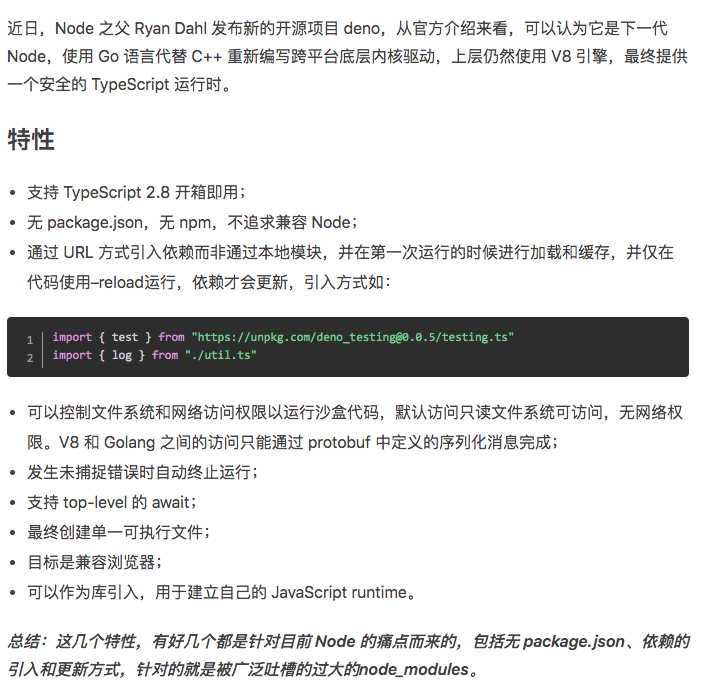 近日，Node 之父 Ryan Dahl 发布新的开源项目 deno，从官方介绍来看，可以认为它是下一代
Node，使用 Go 语言代替 C++ 重新编写跨平台底层内核驱动，上层仍然使用 V8 引擎，最终提供
一个安全的 TypeScript 运行时。
特性
• 支持 TypeScript 2.8 开箱即用；
• 无 package.json，无 npm，不追求兼容 Node；
• 通过 URL 方式引入依赖而非通过本地模块，并在第一次运行的时候进行加载和缓存，并仅在
代码使用–reload运行，依赖才会更新，引入方式如：
1 import { test } from "https://unpkg.com/deno_testing@0.0.5/testing.ts"
2 import { log } from "./util.ts"
• 可以控制文件系统和网络访问权限以运行沙盒代码，默认访问只读文件系统可访问，无网络权
限。V8 和 Golang 之间的访问只能通过 protobuf 中定义的序列化消息完成；
• 发生未捕捉错误时自动终止运行；
• 支持 top-level 的 await；
• 最终创建单一可执行文件；
• 目标是兼容浏览器；
• 可以作为库引入，用于建立自己的 JavaScript runtime。
总结：这几个特性，有好几个都是针对目前 Node 的痛点而来的，包括无 package.json、依赖的
引入和更新方式，针对的就是被广泛吐槽的过大的node_modules。